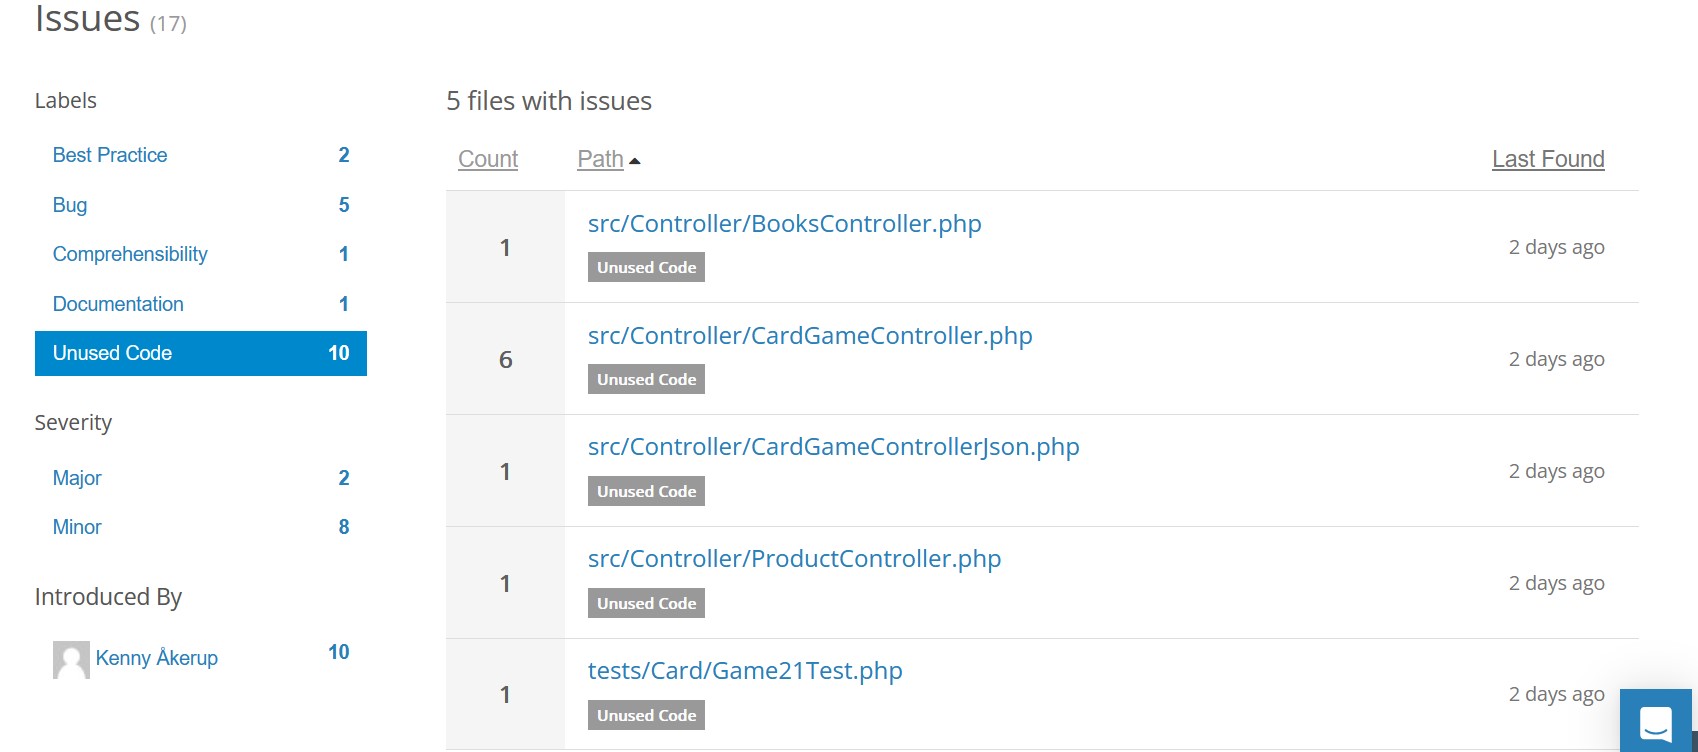 Issues (17)
Labels
Best Practice 2
Bug 5
Comprehensibility 1
Documentation 1
Unused Code 10
Severity
Major 2
Minor 8
Introduced By
Kenny Åkerup 10
5 files with issues
Count Path Last Found
src/Controller/BooksController.php
1 2 days ago
Unused Code
src/Controller/CardGameController.php
6 2 days ago
Unused Code
src/Controller/CardGameControllerJson.php
1 2 days ago
Unused Code
src/Controller/ProductController.php
1 2 days ago
Unused Code
tests/Card/Game21Test.php
1 2 days ago
Unused Code